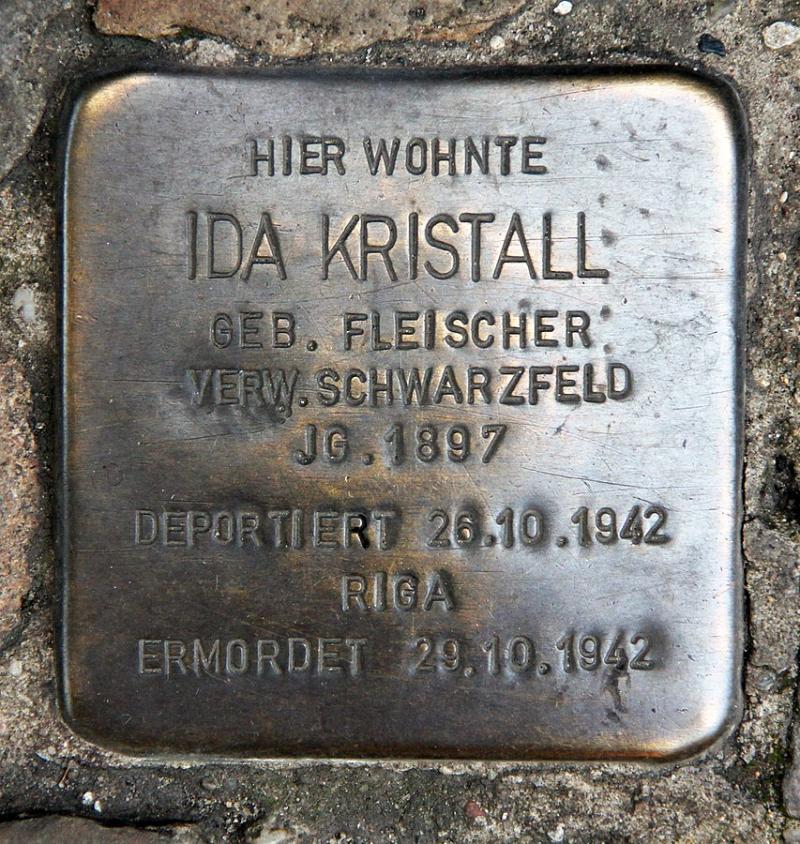 HIER WOHNTE
IDA KRISTALL
GEB. FLEISCHER
VERW. SCHWARZFELD
JG. 1897
DEPORTIERT 26.10.1942
RIGA
ERMORDET 29.10.1942